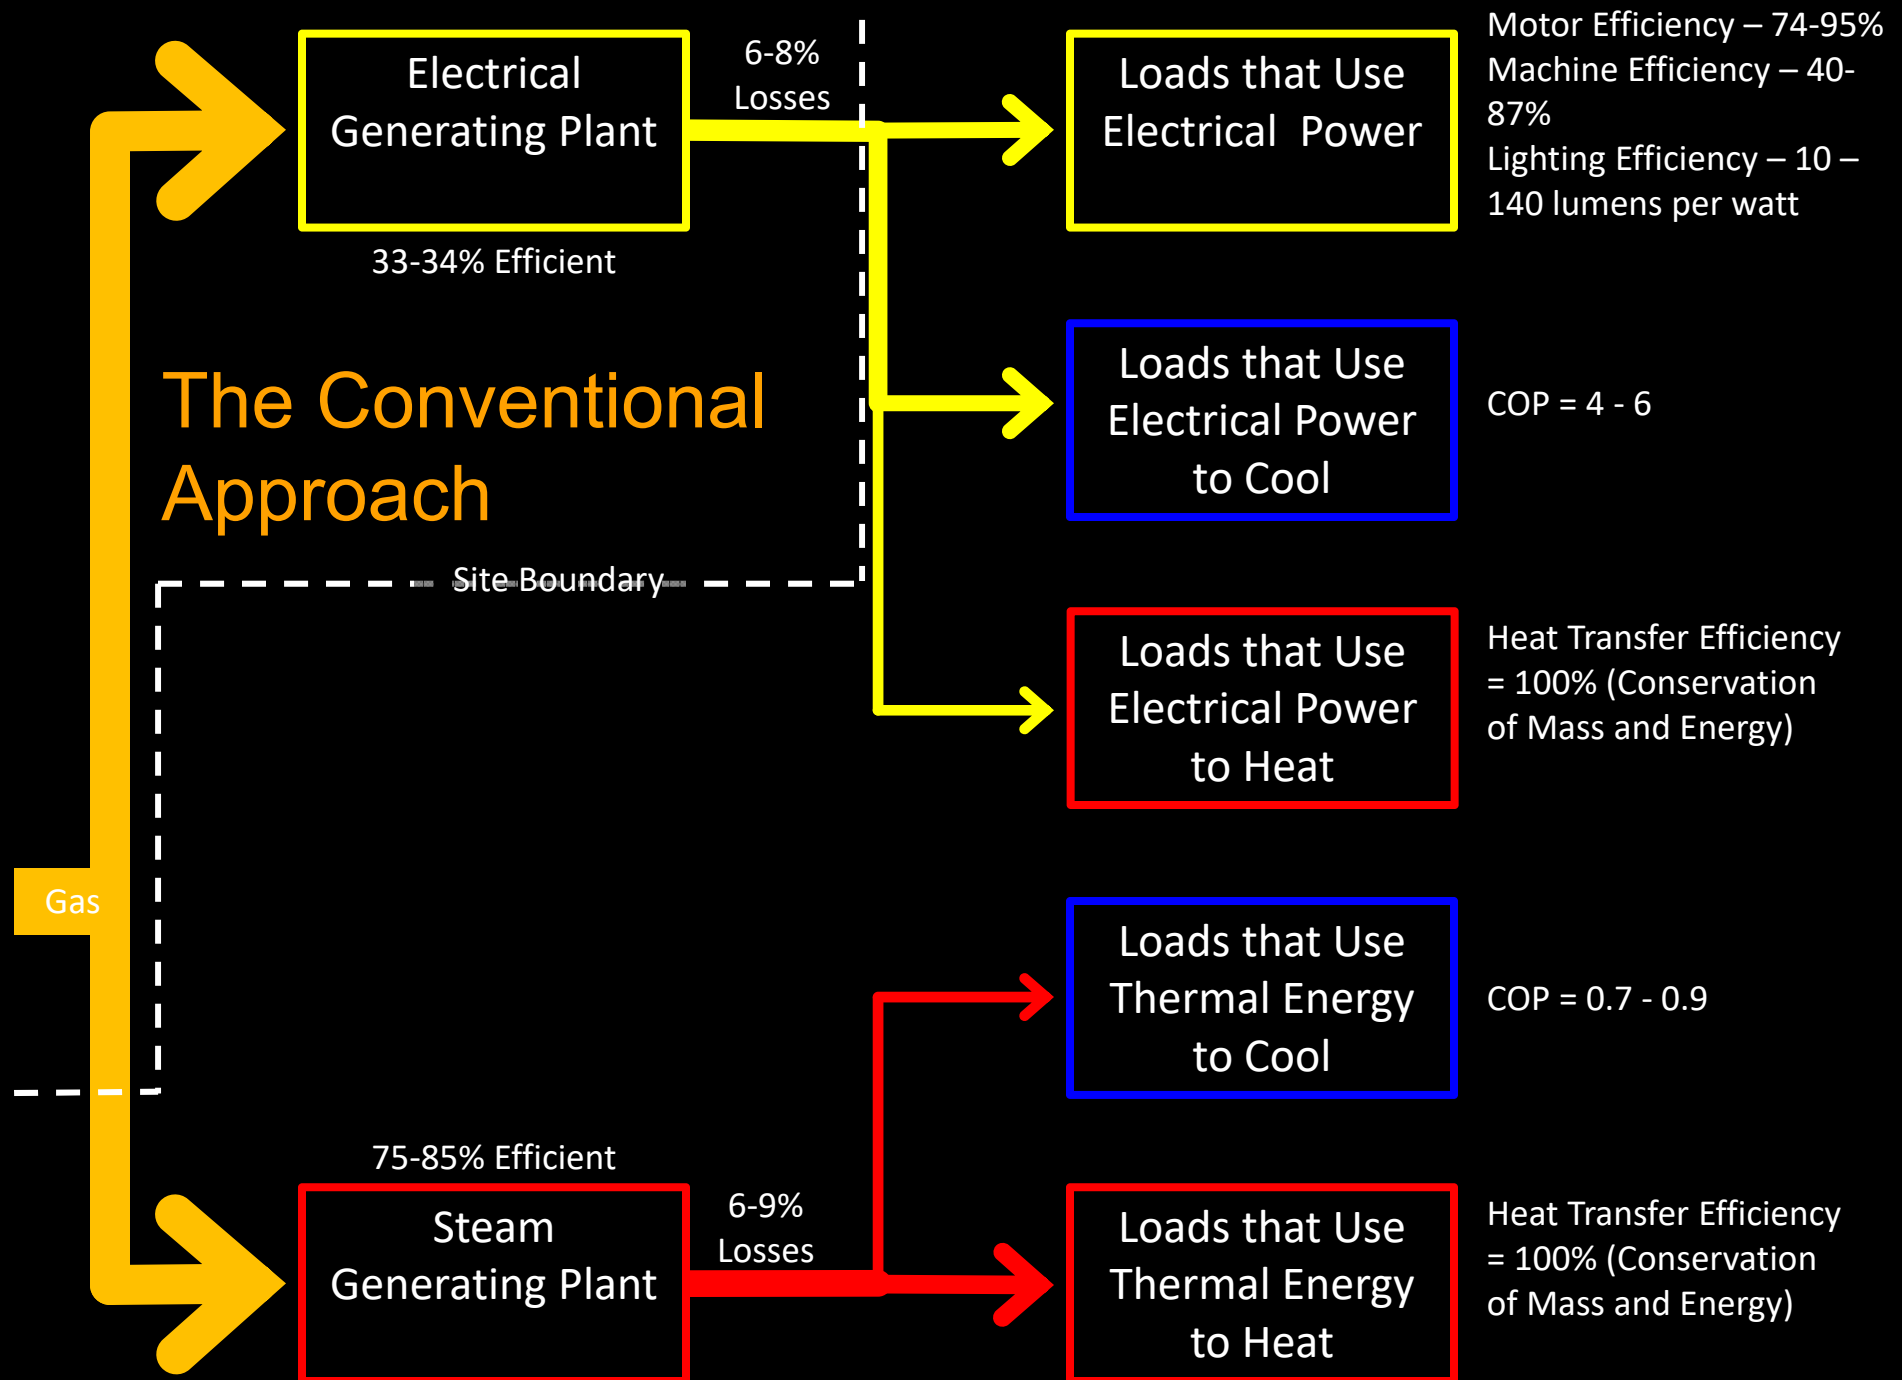 Electrical
Generating Plant
33-34% Efficient
6-8%
Losses
Loads that Use
Electrical  Power
Motor Efficiency – 74-95%
Machine Efficiency – 40-
87%
Lighting Efficiency – 10 –
140 lumens per watt
The Conventional
Approach
Site Boundary
Loads that Use
Electrical Power
to Cool
COP = 4 - 6
Loads that Use
Electrical Power
to Heat
Heat Transfer Efficiency
= 100% (Conservation
of Mass and Energy)
Gas
Loads that Use
Thermal Energy
to Cool
COP = 0.7 - 0.9
75-85% Efficient
Steam
Generating Plant
6-9%
Losses
Loads that Use
Thermal Energy
to Heat
Heat Transfer Efficiency
= 100% (Conservation
of Mass and Energy)